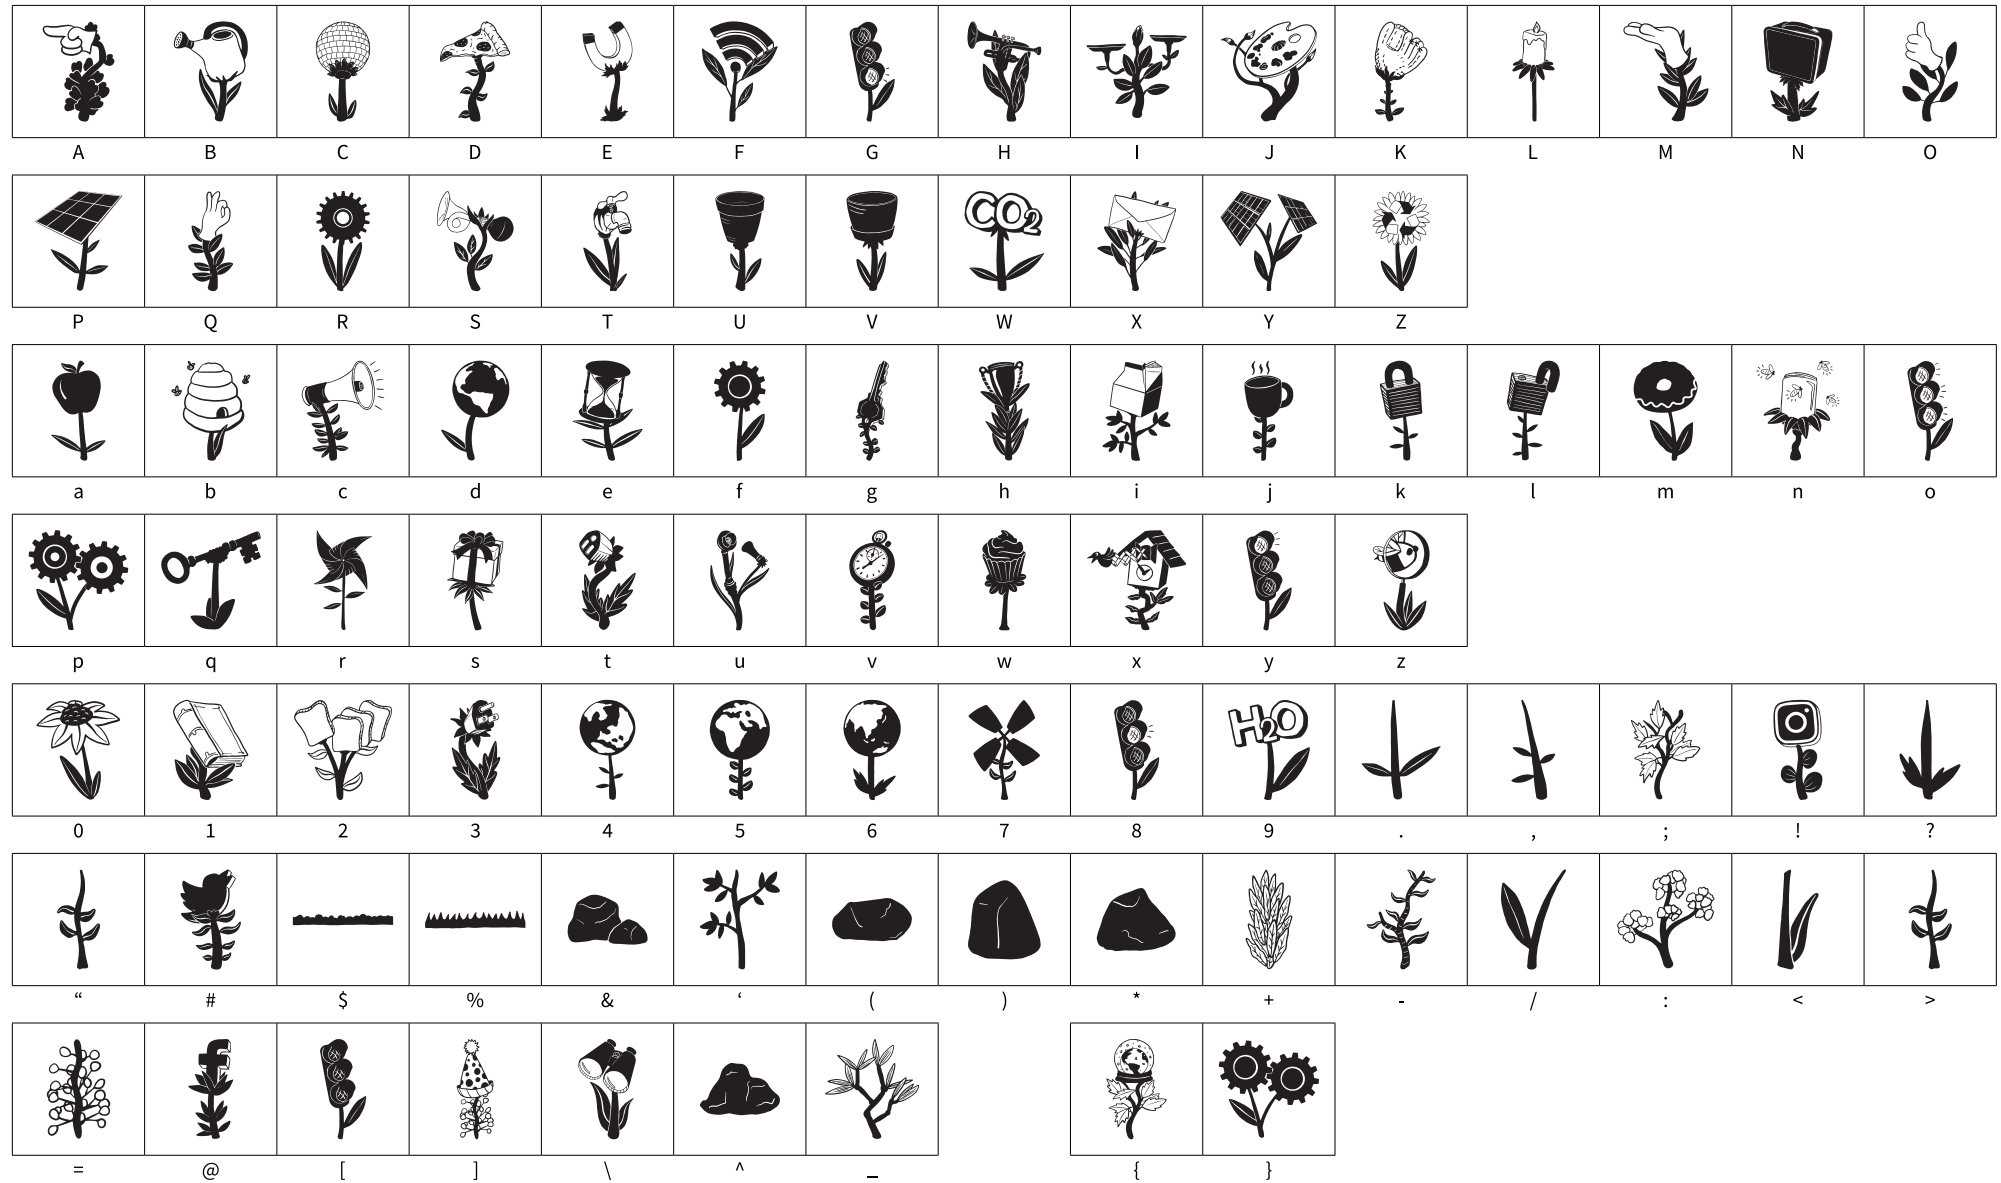 A B C D E F G H I J K L M N O
CO2
P Q R S T U V W X Y Z
a b c d e f g h i j k l m n o
p q r s t u v w x y z
H2O
0 1 2 3 4 5 6 7 8 9 . , ; ! ?
“ # $ % & ‘ ( ) * + - / : < >
f
= @ [ ] \ ^ _ { }